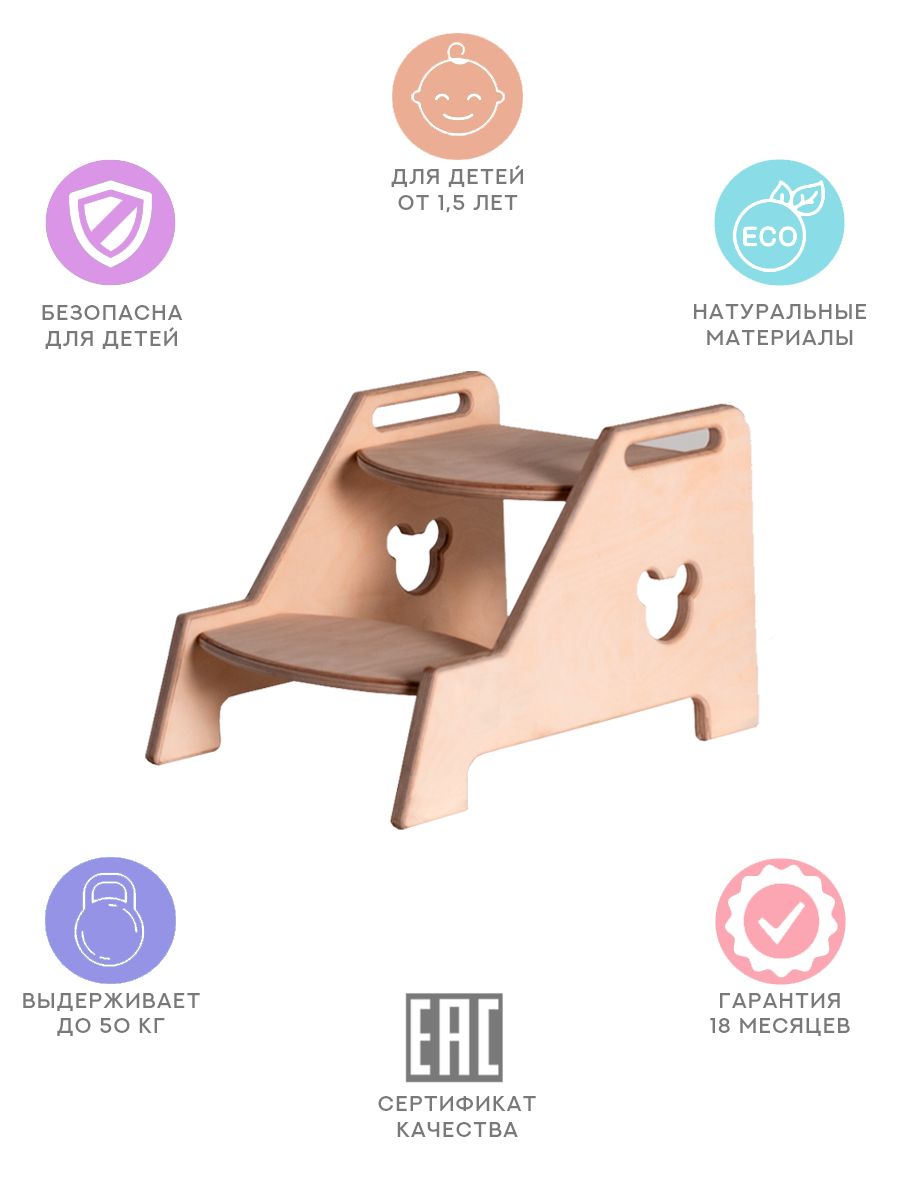 ДЛЯ ДЕТЕЙ
ОТ 1,5 ЛЕТ
БЕЗОПАСНА
ДЛЯ ДЕТЕЙ
ECO
НАТУРАЛЬНЫЕ
МАТЕРИАЛЫ
ВЫДЕРЖИВАЕТ
ДО 50 КГ
ГАРАНТИЯ
18 МЕСЯЦЕВ
EAC
СЕРТИФИКАТ
КАЧЕСТВА